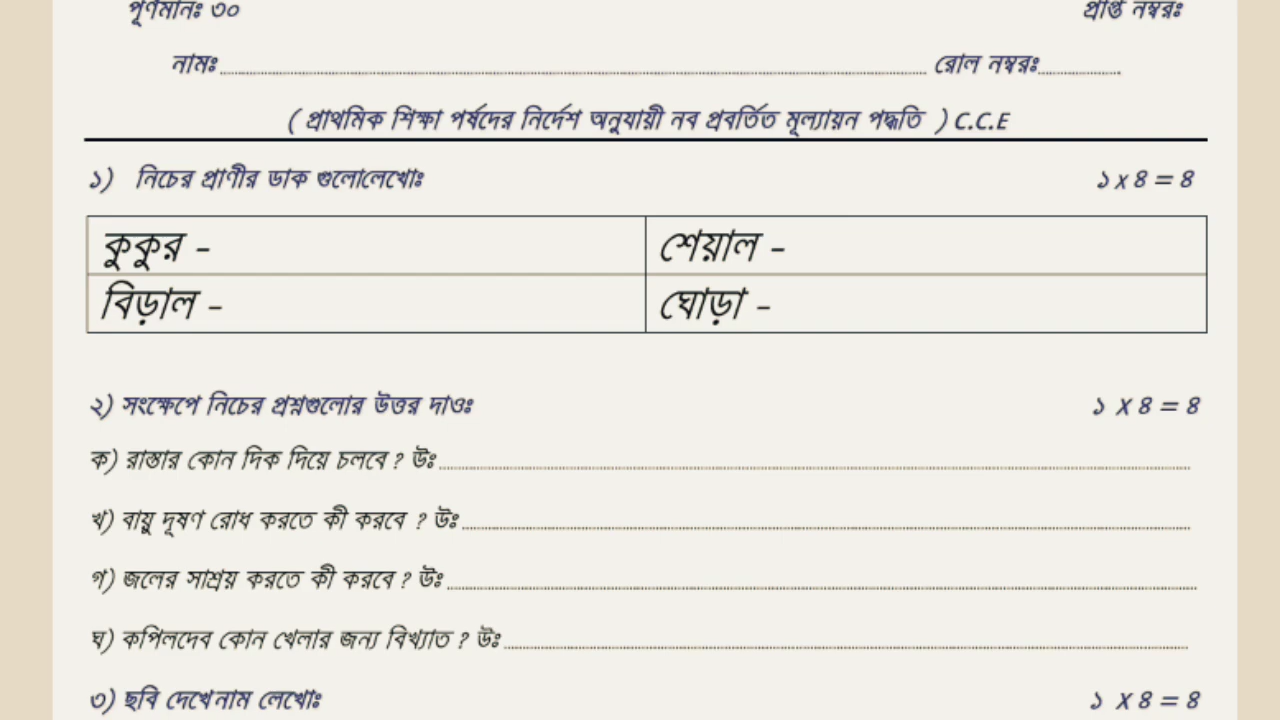 পূর্ণমানঃ ৩০ প্রাপ্ত নম্বরঃ
নামঃ রোল নম্বরঃ
( প্রাথমিক শিক্ষা পর্ষদের নির্দেশ অনুযায়ী নব প্রবর্তিত মূল্যায়ন পদ্ধতি ) C.C.E
১) নিচের প্রাণীর ডাক গুলোলেখোঃ ১ x ৪ = ৪
কুকুর - শেয়াল -
বিড়াল - ঘোড়া -
২) সংক্ষেপে নিচের প্রশ্নগুলোর উত্তর দাওঃ ১ X ৪ = ৪
ক) রাস্তার কোন দিক দিয়ে চলবে ? উঃ
খ) বায়ু দূষণ রোধ করতে কী করবে ? উঃ
গ) জলের সাশ্রয় করতে কী করবে ? উঃ
ঘ) কপিলদেব কোন খেলার জন্য বিখ্যাত ? উঃ
৩) ছবি দেখেনাম লেখোঃ ১ X ৪ = ৪